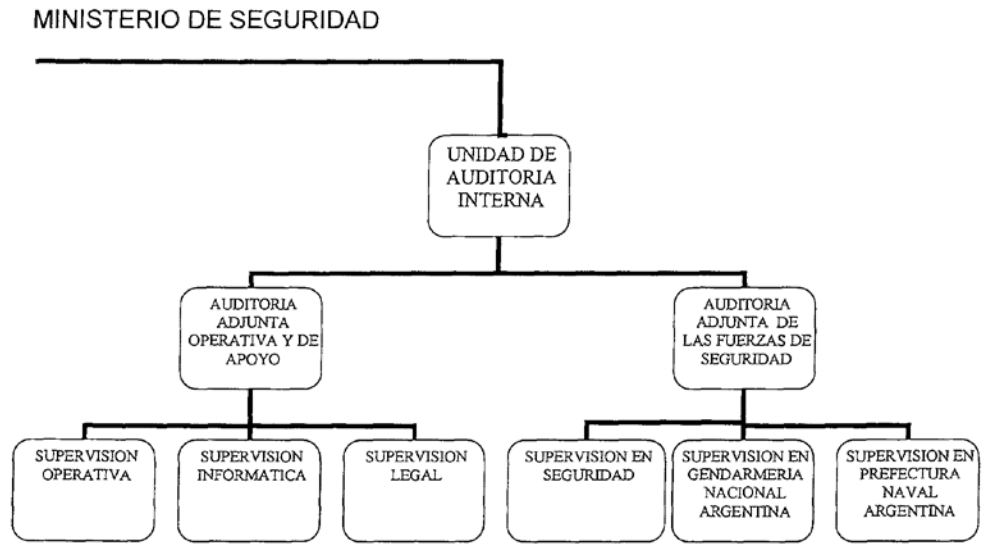 MINISTERIO DE SEGURIDAD
UNIDAD DE
AUDITORIA
INTERNA
AUDITORIA
ADJUNTA
OPERATIVA Y DE
APOYO
AUDITORIA
ADJUNTA DE
LAS FUERZAS DE
SEGURIDAD
SUPERVISION
OPERATIVA
SUPERVISION
INFORMATICA
SUPERVISION
LEGAL
SUPERVISION EN
SEGURIDAD
SUPERVISION EN
GENDARMERIA
NACIONAL
ARGENTINA
SUPERVISION EN
PREFECTURA
NAVAL
ARGENTINA